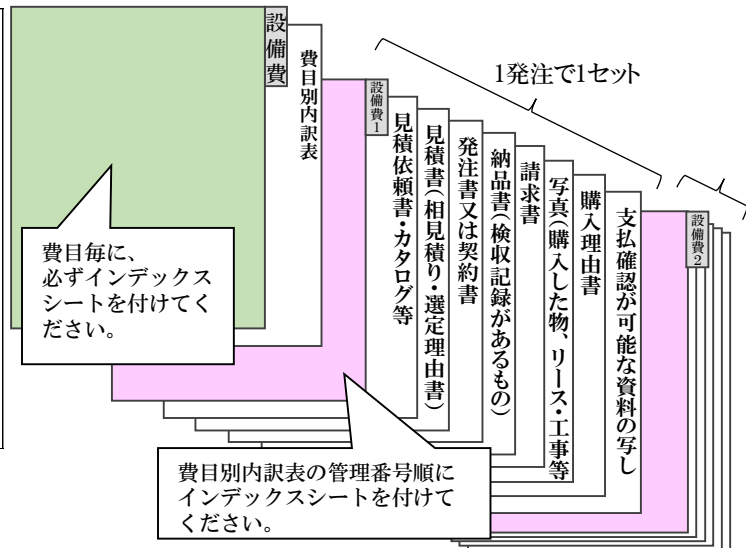 設備費
費目別内訳表
設備費1
見積依頼書・カタログ等
見積書(相見積り・選定理由書)
発注書又は契約書
納品書(検収記録があるもの)
請求書
写真(購入した物、リース・工事等
購入理由書
支払確認が可能な資料の写し
設備費2
1発注で1セット
費目毎に、
必ずインデックス
シートを付けてく
ださい。
費目別内訳表の管理番号順に
インデックスシートを付けて
ください。